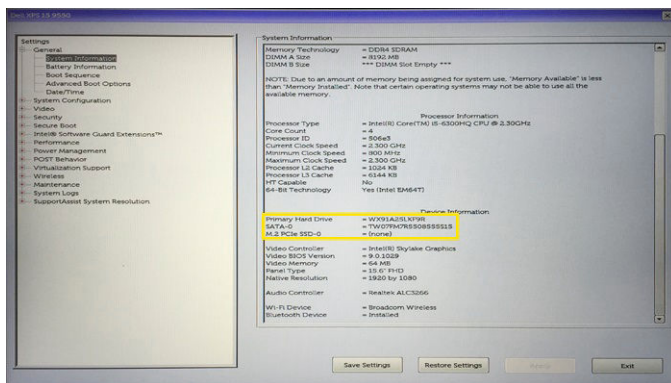 Dell XPS 15 9550
Settings
General
System Information
Battery Information
Boot Sequence
Advanced Boot Options
Date/Time
System Configuration
Video
Security
Secure Boot
Intel® Software Guard Extensions™
Performance
Power Management
POST Behavior
Virtualization Support
Wireless
Maintenance
System Logs
SupportAssist System Resolution
System Information
Memory Technology = DDR4 SDRAM
DIMM A Size = 8192 MB
DIMM B Size *** DIMM Slot Empty ***
NOTE: Due to an amount of memory being assigned for system use, "Memory Available" is less
than "Memory Installed". Note that certain operating systems may not be able to use all the
available memory.
Processor Information
Processor Type = Intel(R) Core(TM) i5-6300HQ CPU @ 2.30GHz
Core Count = 4
Processor ID = 506e3
Current Clock Speed = 2.300 GHz
Minimum Clock Speed = 800 MHz
Maximum Clock Speed = 2.300 GHz
Processor L2 Cache = 1024 KB
Processor L3 Cache = 6144 KB
HT Capable No
64-Bit Technology Yes (Intel EM64T)
Device Information
Primary Hard Drive
SATA-0
M.2 PCIe SSD-0 = (none)
Video Controller = Intel(R) Skylake Graphics
Video BIOS Version = 9.0.1029
Video Memory = 64 MB
Panel Type = 15.6" FHD
Native Resolution = 1920 by 1080
Audio Controller = Realtek ALC3266
Wi-Fi Device = Broadcom Wireless
Bluetooth Device = Installed
Save Settings
Restore Settings
Apply
Exit